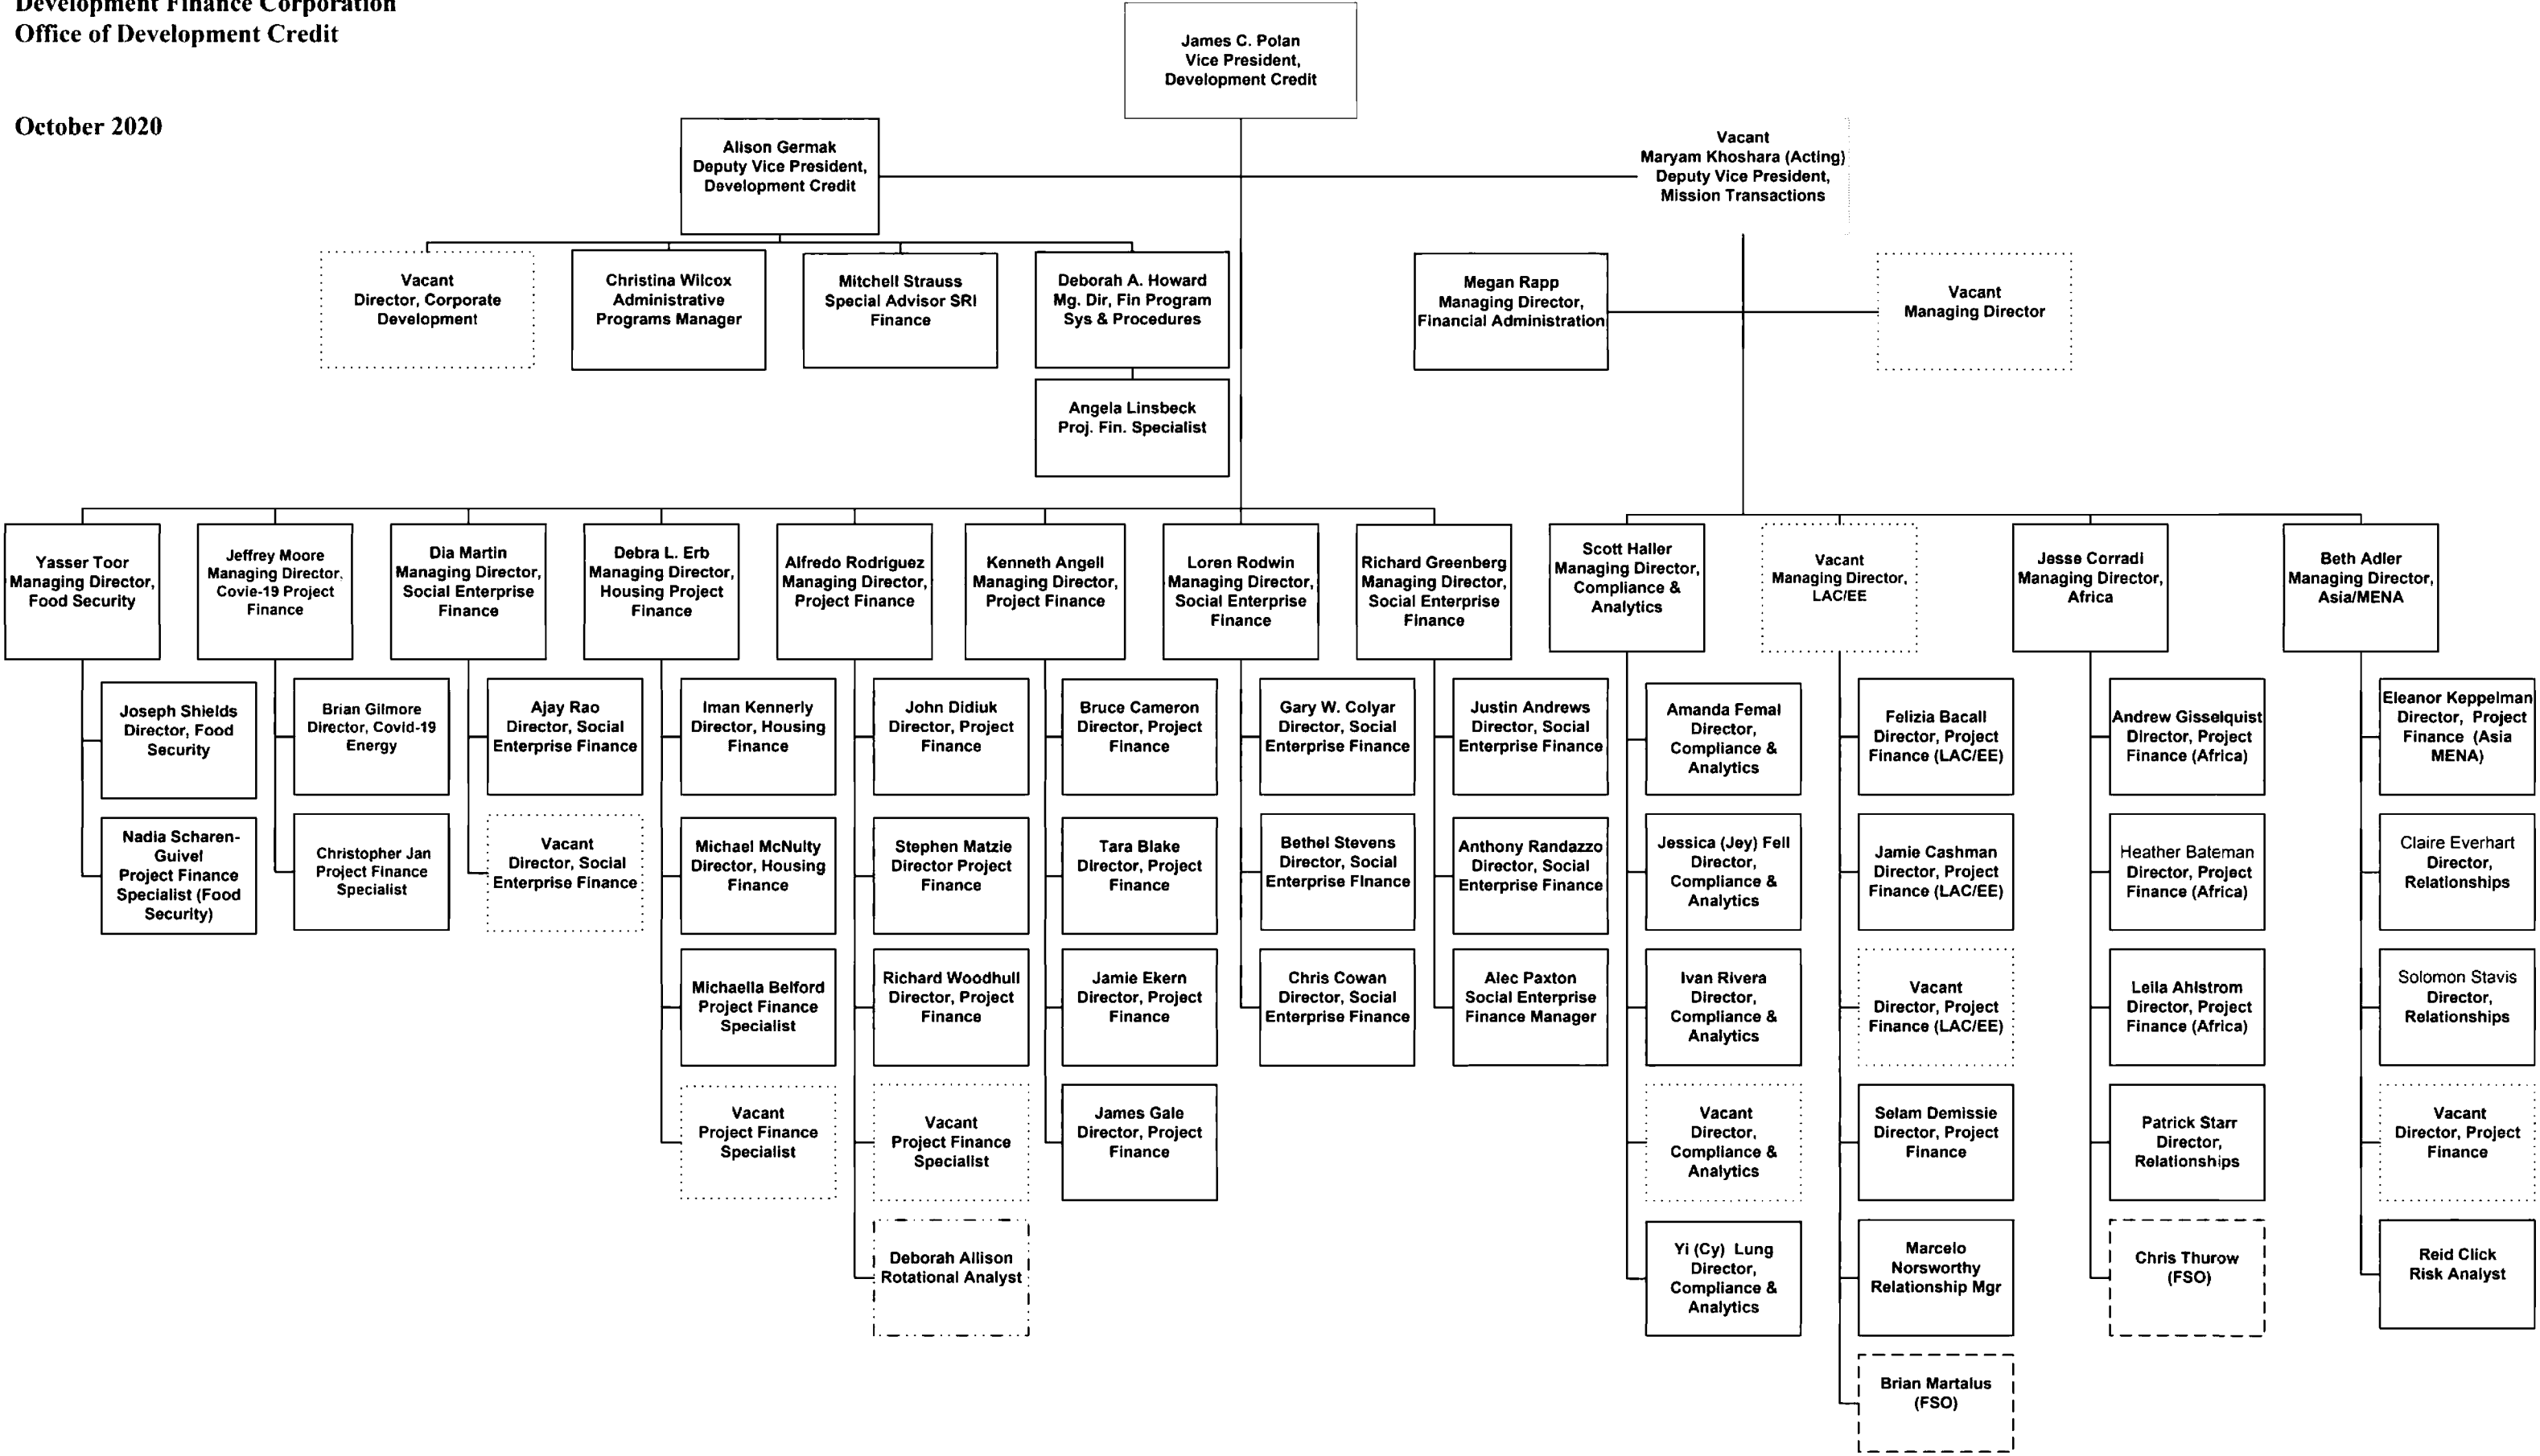 Development Finance Corporation
Office of Development Credit
October 2020
James C. Polan
Vice President,
Development Credit
Alison Germak
Deputy Vice President,
Development Credit
Vacant
Maryam Khoshara (Acting)
Deputy Vice President,
Mission Transactions
Vacant
Director, Corporate
Development
Christina Wilcox
Administrative
Programs Manager
Mitchell Strauss
Special Advisor SRI
Finance
Deborah A. Howard
Mg. Dir, Fin Program
Sys & Procedures
Angela Linsbeck
Proj. Fin. Specialist
Megan Rapp
Managing Director,
Financial Administration
Vacant
Managing Director
Yasser Toor
Managing Director,
Food Security
Joseph Shields
Director, Food
Security
Nadia Scharen-
Guivel
Project Finance
Specialist (Food
Security)
Jeffrey Moore
Managing Director,
Covie-19 Project
Finance
Brian Gilmore
Director, Covid-19
Energy
Christopher Jan
Project Finance
Specialist
Dia Martin
Managing Director,
Social Enterprise
Finance
Ajay Rao
Director, Social
Enterprise Finance
Vacant
Director, Social
Enterprise Finance
Debra L. Erb
Managing Director,
Housing Project
Finance
Iman Kennerly
Director, Housing
Finance
Michael McNulty
Director, Housing
Finance
Michaella Belford
Project Finance
Specialist
Vacant
Project Finance
Specialist
Alfredo Rodriguez
Managing Director,
Project Finance
John Didiuk
Director, Project
Finance
Stephen Matzie
Director Project
Finance
Richard Woodhull
Director, Project
Finance
Vacant
Project Finance
Specialist
Deborah Allison
Rotational Analyst
Kenneth Angell
Managing Director,
Project Finance
Bruce Cameron
Director, Project
Finance
Tara Blake
Director, Project
Finance
Jamie Ekern
Director, Project
Finance
James Gale
Director, Project
Finance
Loren Rodwin
Managing Director,
Social Enterprise
Finance
Gary W. Colyar
Director, Social
Enterprise Finance
Bethel Stevens
Director, Social
Enterprise Finance
Chris Cowan
Director, Social
Enterprise Finance
Richard Greenberg
Managing Director,
Social Enterprise
Finance
Justin Andrews
Director, Social
Enterprise Finance
Anthony Randazzo
Director, Social
Enterprise Finance
Alec Paxton
Social Enterprise
Finance Manager
Scott Haller
Managing Director,
Compliance &
Analytics
Amanda Femal
Director,
Compliance &
Analytics
Jessica (Jey) Fell
Director,
Compliance &
Analytics
Ivan Rivera
Director,
Compliance &
Analytics
Vacant
Director,
Compliance &
Analytics
Yi (Cy) Lung
Director,
Compliance &
Analytics
Vacant
Managing Director,
LAC/EE
Felizia Bacall
Director, Project
Finance (LAC/EE)
Jamie Cashman
Director, Project
Finance (LAC/EE)
Vacant
Director, Project
Finance (LAC/EE)
Selam Demissie
Director, Project
Finance
Marcelo
Norsworthy
Relationship Mgr
Brian Martalus
(FSO)
Jesse Corradi
Managing Director,
Africa
Andrew Gisselquist
Director, Project
Finance (Africa)
Heather Bateman
Director, Project
Finance (Africa)
Leila Ahlstrom
Director, Project
Finance (Africa)
Patrick Starr
Director,
Relationships
Chris Thurow
(FSO)
Beth Adler
Managing Director,
Asia/MENA
Eleanor Keppelman
Director, Project
Finance (Asia
MENA)
Claire Everhart
Director,
Relationships
Solomon Stavis
Director,
Relationships
Vacant
Director, Project
Finance
Reid Click
Risk Analyst